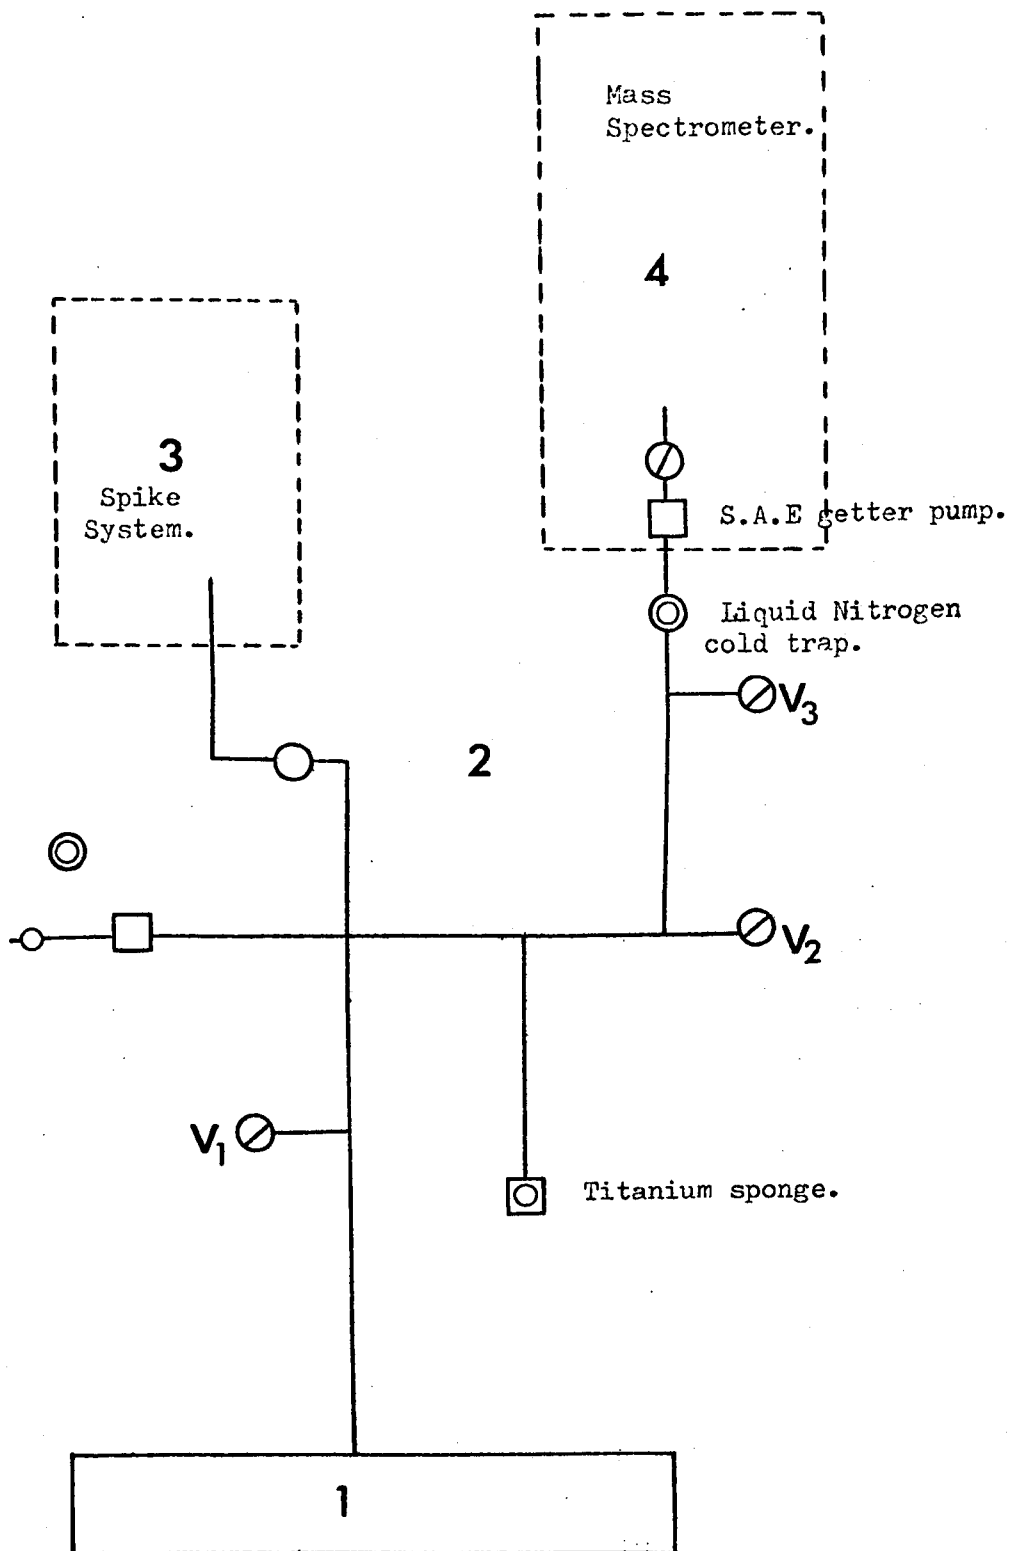 Mass
Spectrometer.
4
3
Spike
System.
S.A.E getter pump.
Liquid Nitrogen
cold trap.
V3
2
V2
V1
Titanium sponge.
1